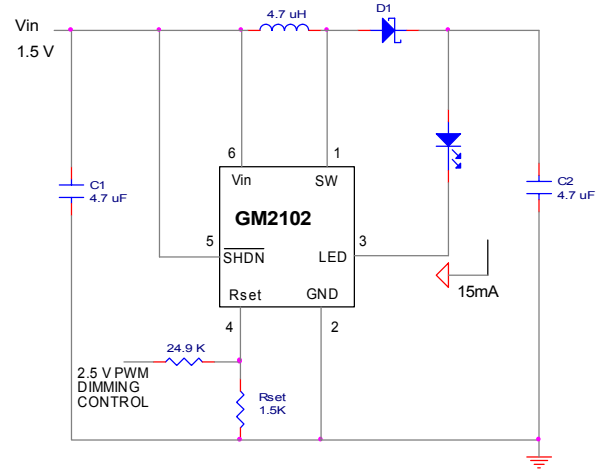 Vin
1.5 V
4.7 uH
D1
6
1
Vin
SW
C1
4.7 uF
GM2102
C2
4.7 uF
5
SHDN
LED
3
Rset
GND
15mA
4
2
24.9 K
2.5 V PWM
DIMMING
CONTROL
Rset
1.5K